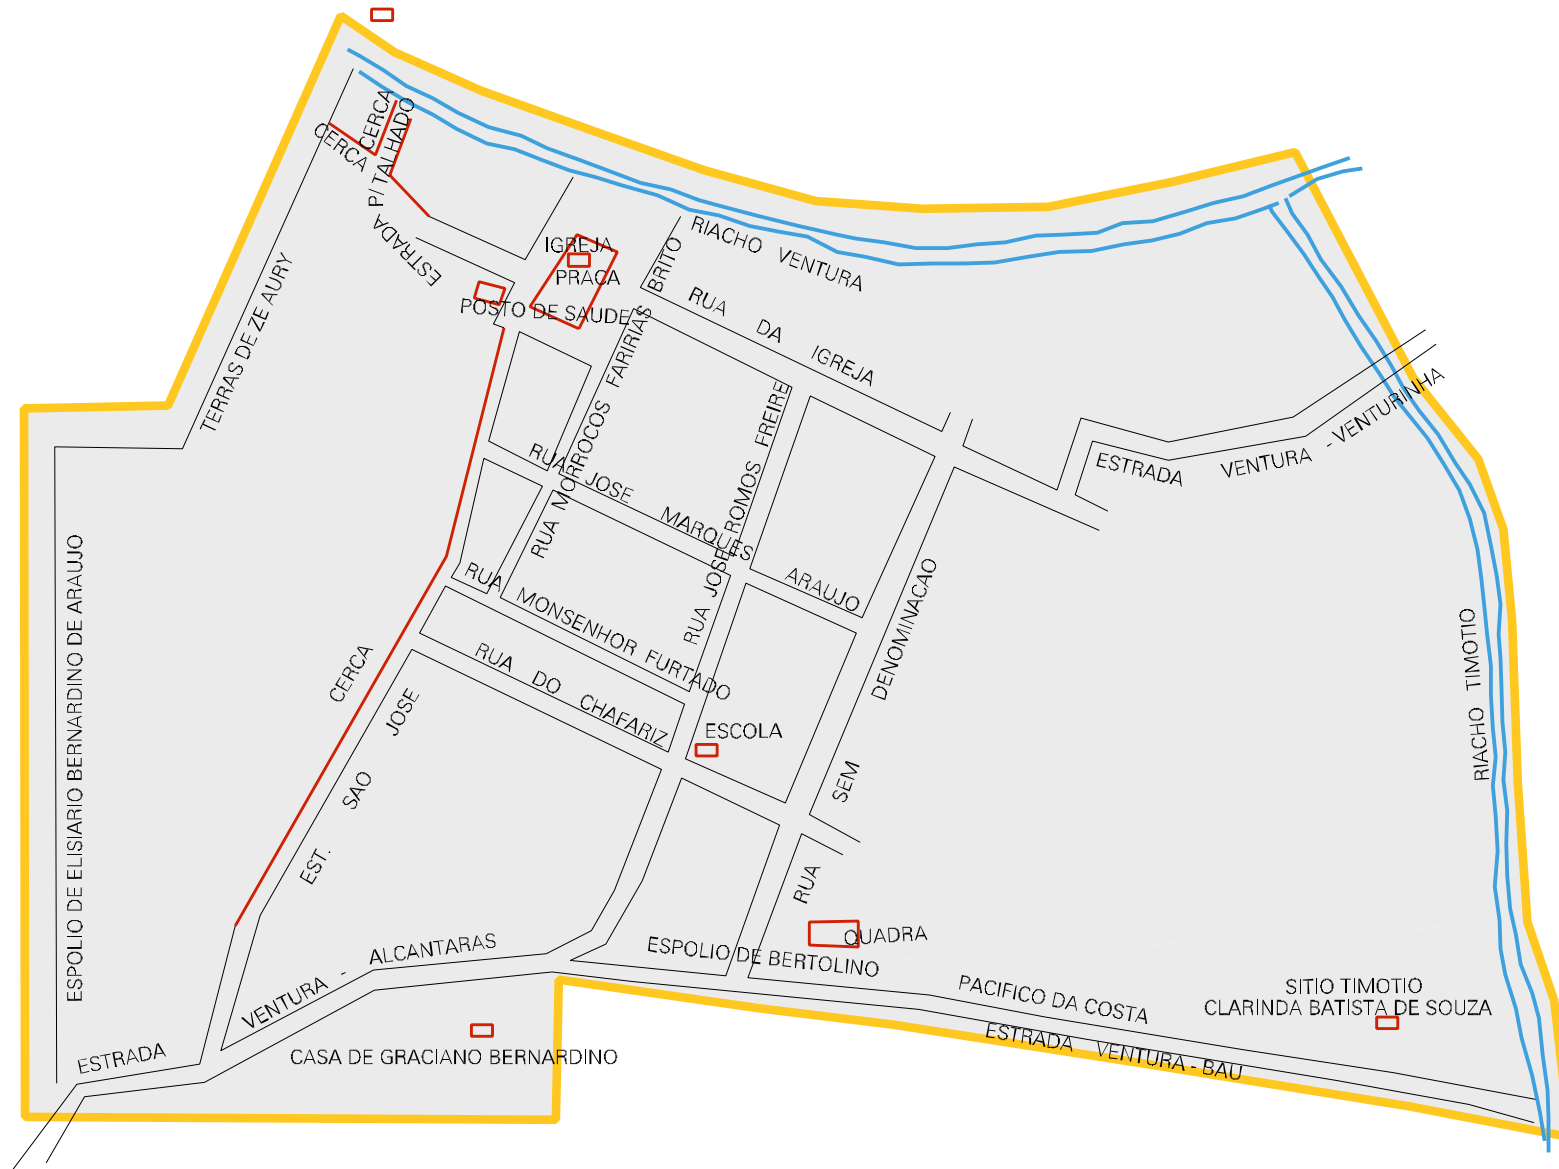 CERCA
CERCA
ESTRADA P/ TALHADO
IGREJA
PRACA
POSTO DE SAUDE
RIACHO VENTURA
RUA DA IGREJA
TERRAS DE ZE AURY
RUA MORROCOS FARIRIAS BRITO
RUA JOSE ROMOS FREIRE
RUA JOSE MARQUES ARAUJO
ESTRADA VENTURA - VENTURINHA
RUA MONSENHOR FURTADO
RUA DO CHAFARIZ
RUA SEM DENOMINACAO
ESPOLIO DE ELISIARIO BERNARDINO DE ARAUJO
CERCA
EST. SAO JOSE
ESCOLA
RIACHO TIMOTIO
QUADRA
ESTRADA VENTURA - ALCANTARAS
ESPOLIO DE BERTOLINO PACIFICO DA COSTA
SITIO TIMOTIO
CLARINDA BATISTA DE SOUZA
ESTRADA VENTURA - BAU
CASA DE GRACIANO BERNARDINO